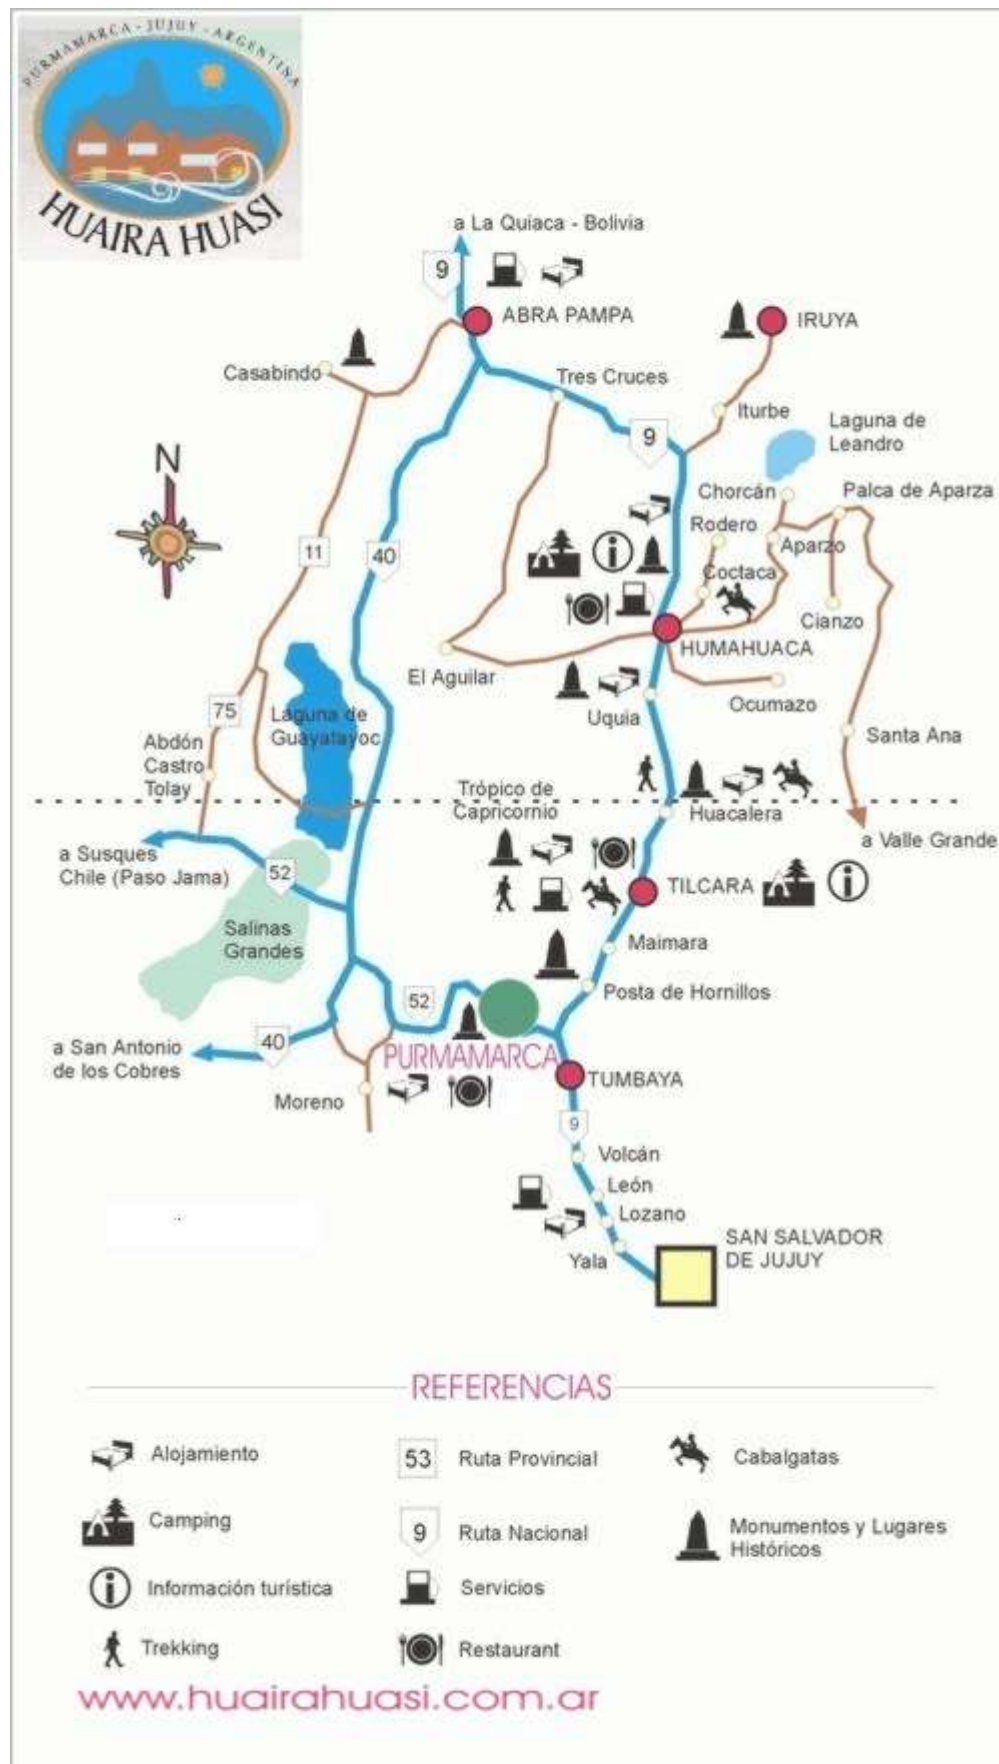 PURMAMARCA - JUJUY - ARGENTINA
HUAIRA HUASI
a La Quiaca - Bolivia
9
ABRA PAMPA
IRUYA
Casabindo
Tres Cruces
Iturbe
9
Laguna de
Leandro
N
Chorcán
Palca de Aparza
Rodero
11
40
Aparzo
Coctaca
Cianzo
HUMAHUACA
El Aguilar
Ocumazo
75
Laguna de
Guayatayoc
Uquia
Abdón
Castro
Tolay
Santa Ana
Trópico de
Capricornio
Huacalera
a Valle Grande
a Susques
Chile (Paso Jama)
52
TILCARA
Salinas
Grandes
Maimara
Posta de Hornillos
52
40
a San Antonio
de los Cobres
PURMAMARCA
TUMBAYA
Moreno
9
Volcán
León
Lozano
Yala
SAN SALVADOR
DE JUJUY
REFERENCIAS
Alojamiento
53
Ruta Provincial
Cabalgatas
Camping
9
Ruta Nacional
Monumentos y Lugares
Históricos
Información turística
Servicios
Trekking
Restaurant
www.huairahuasi.com.ar